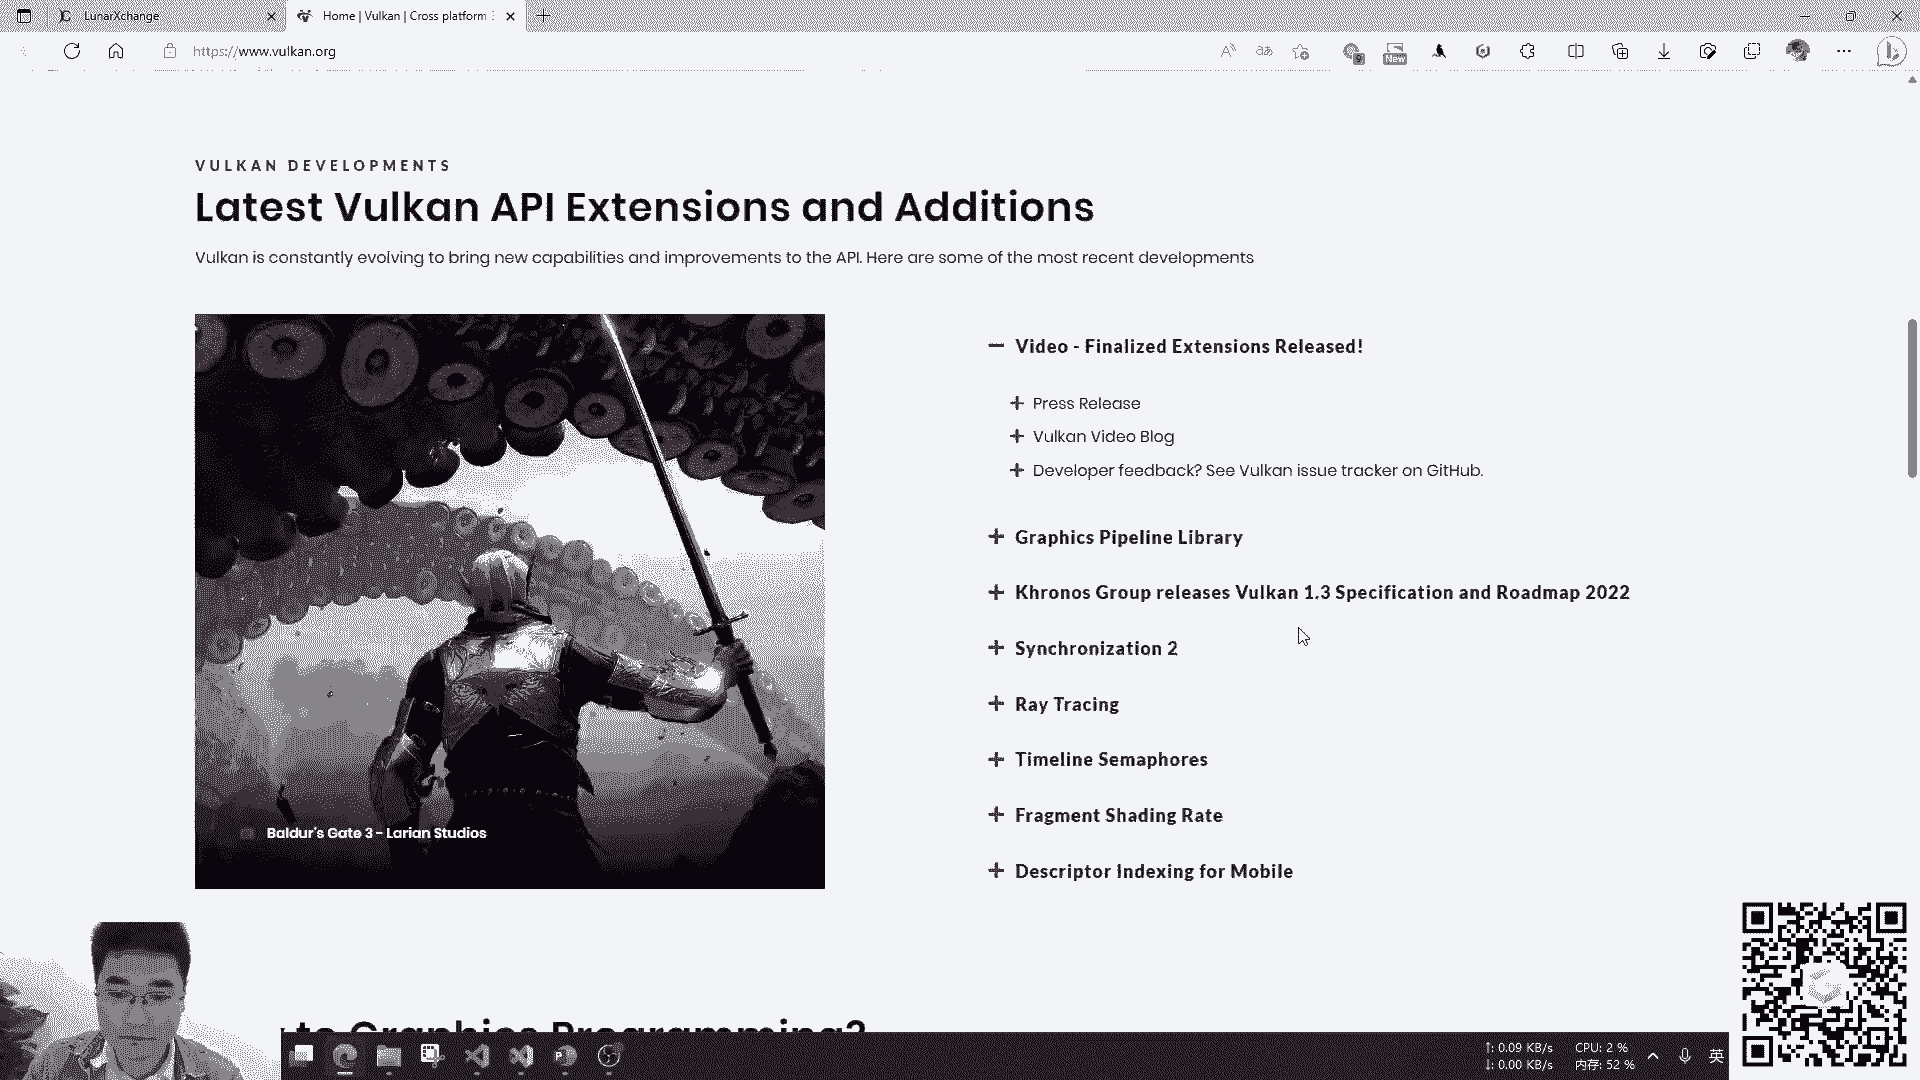 LunarXchange
Home | Vulkan | Cross platform
https://www.vulkan.org
New
9
VULKAN DEVELOPMENTS
Latest Vulkan API Extensions and Additions
Vulkan is constantly evolving to bring new capabilities and improvements to the API. Here are some of the most recent developments
Baldur's Gate 3 - Larian Studios
Video - Finalized Extensions Released!
Press Release
Vulkan Video Blog
Developer feedback? See Vulkan issue tracker on GitHub.
Graphics Pipeline Library
Khronos Group releases Vulkan 1.3 Specification and Roadmap 2022
Synchronization 2
Ray Tracing
Timeline Semaphores
Fragment Shading Rate
Descriptor Indexing for Mobile
to Graphics Programming?
↑: 0.09 KB/s
↓: 0.00 KB/s
CPU: 2 %
内存: 52 %
英